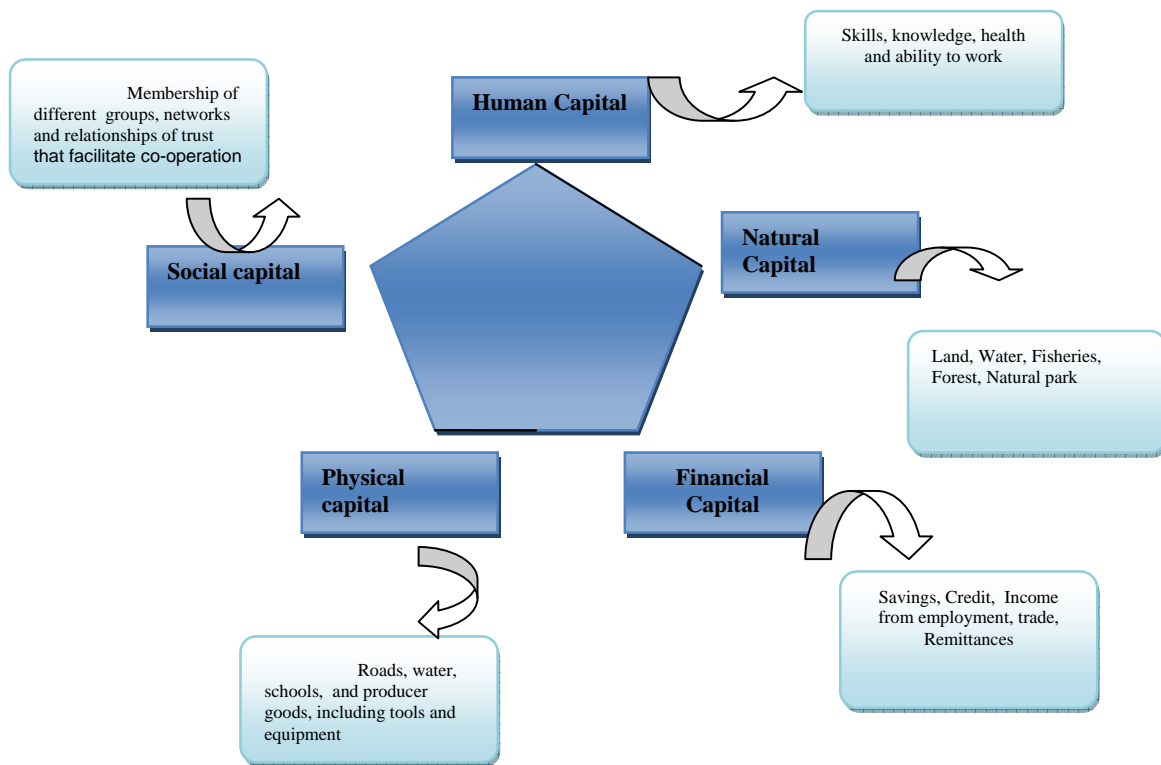 Skills, knowledge, health
and ability to work
Human Capital
Membership of
different groups, networks
and relationships of trust
that facilitate co-operation
Social capital
Natural
Capital
Land, Water, Fisheries,
Forest, Natural park
Physical
capital
Financial
Capital
Roads, water,
schools, and producer
goods, including tools and
equipment
Savings, Credit, Income
from employment, trade,
Remittances